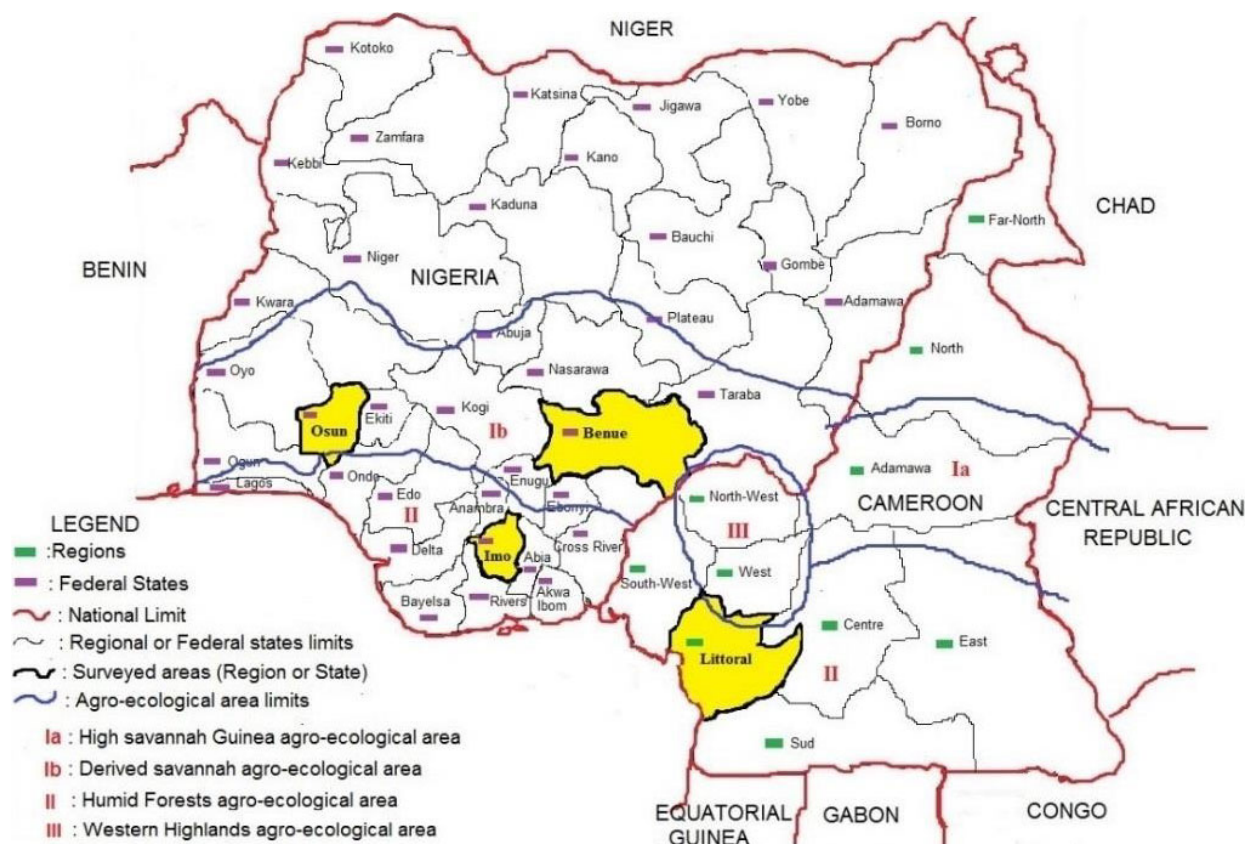 NIGER
Kotoko
Katsina
Jigawa
Yobe
Borno
Zamfara
Kano
Kebbi
Kaduna
CHAD
Far-North
Bauchi
BENIN
Niger
NIGERIA
Gombe
Kwara
Adamawa
Plateau
Abuja
North
Oyo
Nasarawa
Taraba
Ekiti
Kogi
Osun
Ib
Benue
Ogun
Lagos
Ondo
Enugu
Adamawa
Ia
Edo
II
Anambra
Ebonyi
North-West
CAMEROON
CENTRAL AFRICAN
REPUBLIC
III
Delta
Imo
Abia
Cross River
South-West
West
Bayelsa
Rivers
Akwa
Ibom
Centre
East
Littoral
II
Sud
EQUATORIAL
GUINEA
GABON
CONGO
LEGEND
:Regions
: Federal States
: National Limit
: Regional or Federal states limits
: Surveyed areas (Region or State)
: Agro-ecological area limits
Ia : High savannah Guinea agro-ecological area
Ib : Derived savannah agro-ecological area
II : Humid Forests agro-ecological area
III : Western Highlands agro-ecological area